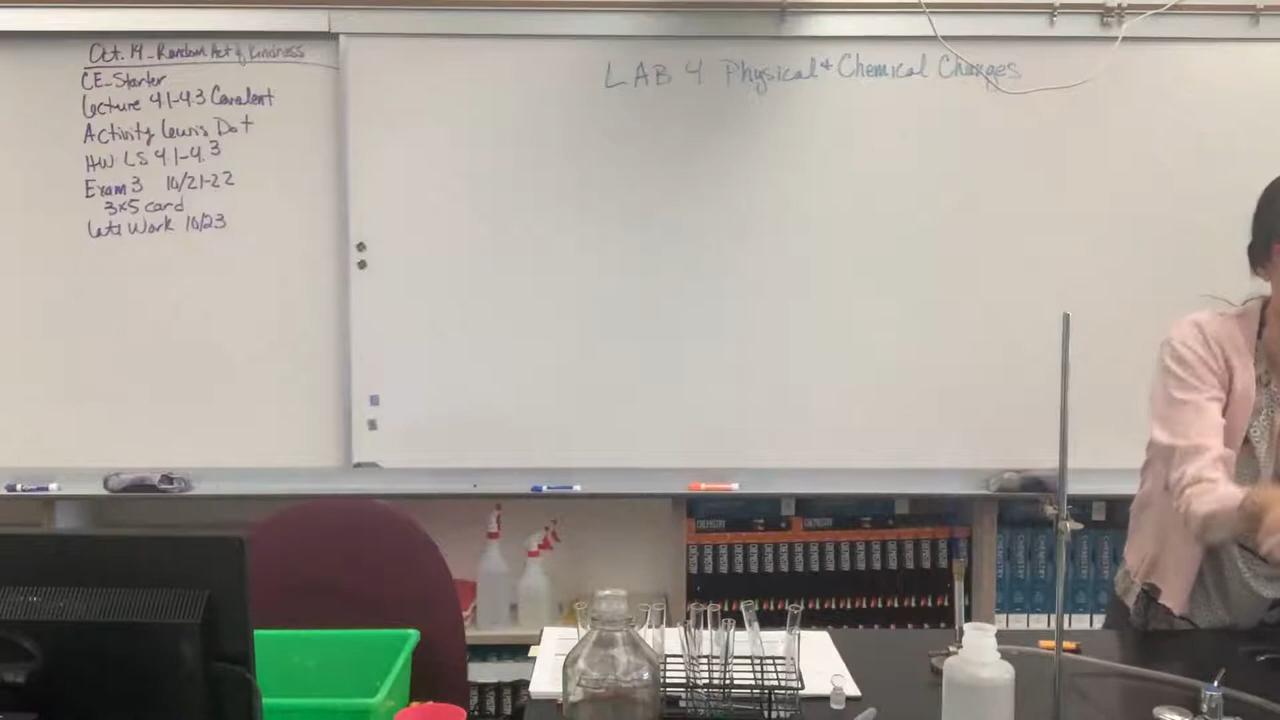 Oct. 14 - Random Act of Kindness
CE-Starter
Lecture 4.1-4.3 Covalent
Activity Lewis Dot
HW LS 4.1-4.3
Exam 3 10/21-22
3x5 card
Late Work 10/23
LAB 4 Physical & Chemical Changes
CHEMISTRY
CHEMISTRY